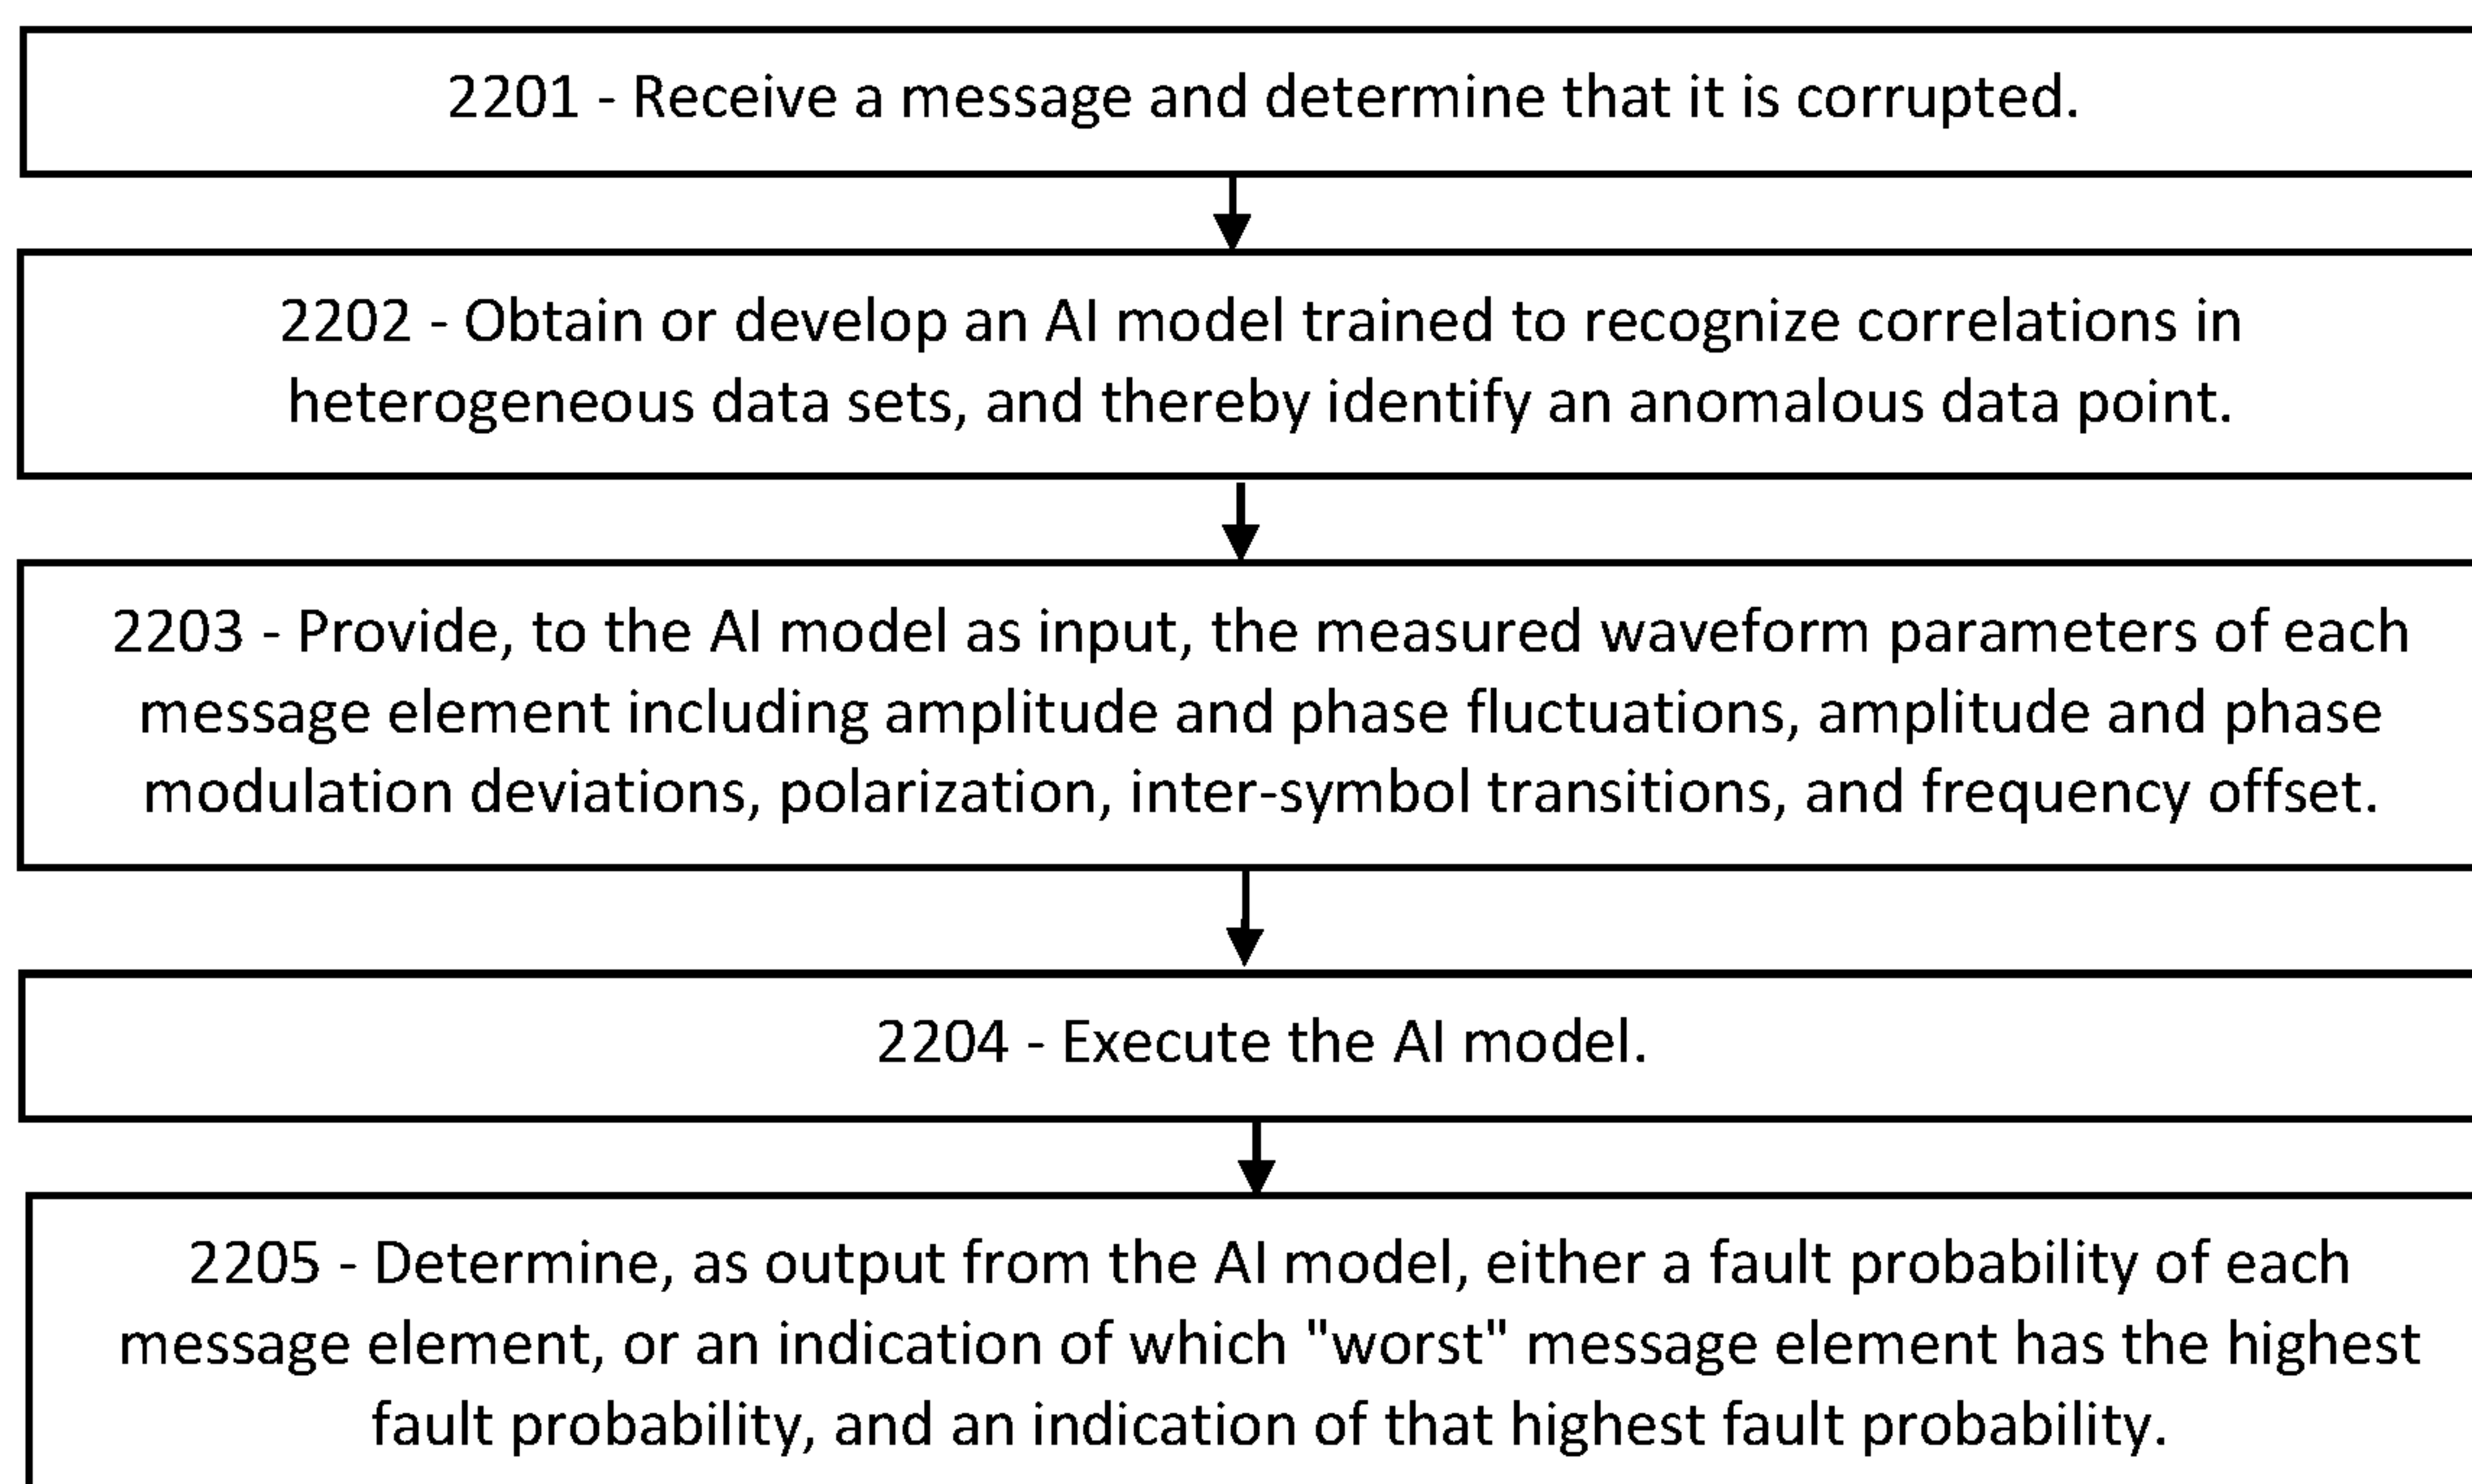 2201 - Receive a message and determine that it is corrupted.
2202 - Obtain or develop an AI model trained to recognize correlations in
heterogeneous data sets, and thereby identify an anomalous data point.
2203 - Provide, to the AI model as input, the measured waveform parameters of each
message element including amplitude and phase fluctuations, amplitude and phase
modulation deviations, polarization, inter-symbol transitions, and frequency offset.
2204 - Execute the AI model.
2205 - Determine, as output from the AI model, either a fault probability of each
message element, or an indication of which "worst" message element has the highest
fault probability, and an indication of that highest fault probability.